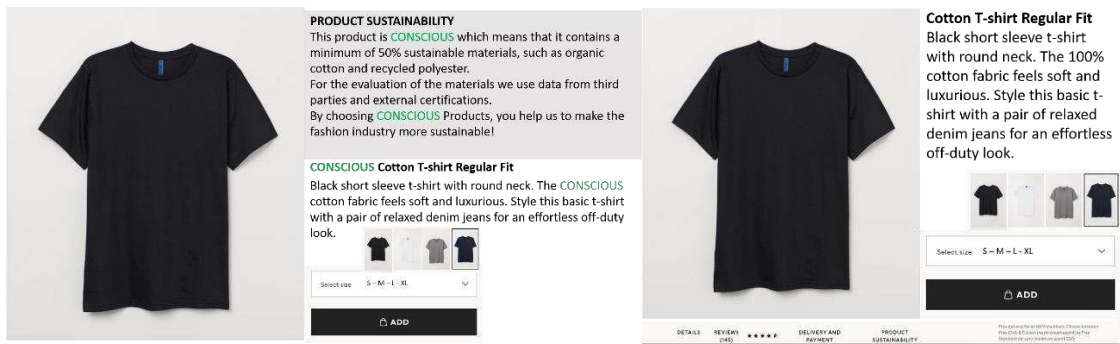 PRODUCT SUSTAINABILITY
This product is CONSCIOUS which means that it contains a
minimum of 50% sustainable materials, such as organic
cotton and recycled polyester.
For the evaluation of the materials we use data from third
parties and external certifications.
By choosing CONSCIOUS Products, you help us to make the
fashion industry more sustainable!
CONSCIOUS Cotton T-shirt Regular Fit
Black short sleeve t-shirt with round neck. The CONSCIOUS
cotton fabric feels soft and luxurious. Style this basic t-shirt
with a pair of relaxed denim jeans for an effortless off-duty
look.
Select size S – M – L - XL
ADD
Cotton T-shirt Regular Fit
Black short sleeve t-shirt
with round neck. The 100%
cotton fabric feels soft and
luxurious. Style this basic t-
shirt with a pair of relaxed
denim jeans for an effortless
off-duty look.
Select size S – M – L - XL
ADD
DETAILS
REVIEWS
(145)
DELIVERY AND
PAYMENT
PRODUCT
SUSTAINABILITY